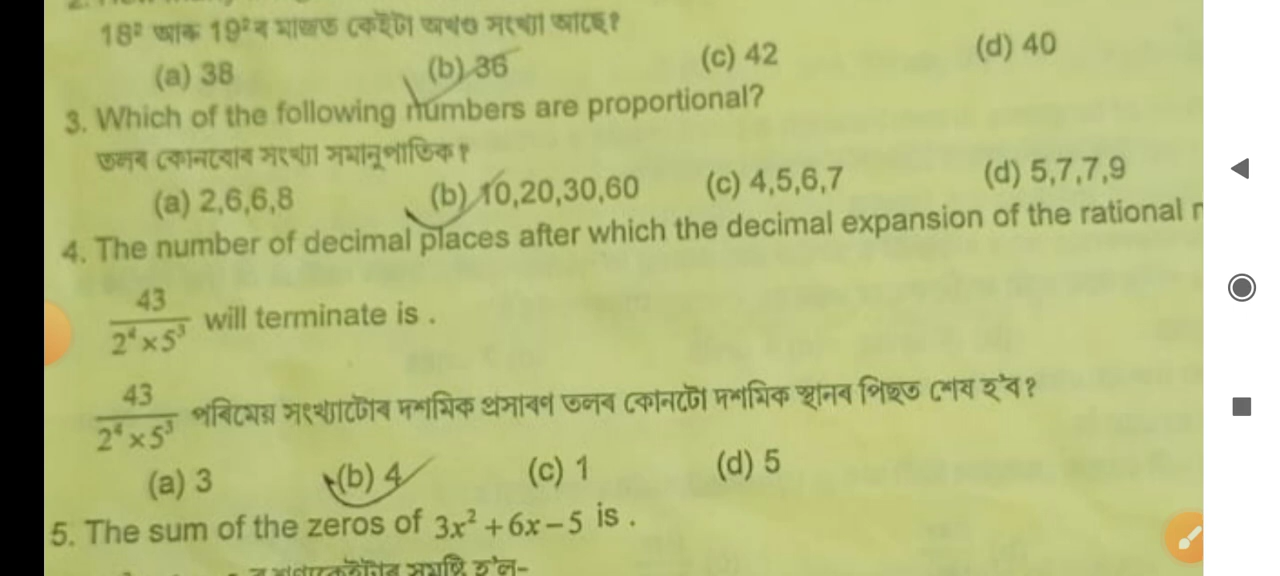 18² আৰু 19²ৰ মাজত কেইটা অখণ্ড সংখ্যা আছে?
(a) 38 (b) 36 (c) 42 (d) 40
3. Which of the following numbers are proportional?
তলৰ কোনবোৰ সংখ্যা সমানুপাতিক?
(a) 2,6,6,8 (b) 10,20,30,60 (c) 4,5,6,7 (d) 5,7,7,9
4. The number of decimal places after which the decimal expansion of the rational
43/(2⁴×5³) will terminate is .
43/(2⁴×5³) পৰিমেয় সংখ্যাটোৰ দশমিক প্ৰসাৰণ তলৰ কোনটো দশমিক স্থানৰ পিছত শেষ হ'ব?
(a) 3 (b) 4 (c) 1 (d) 5
5. The sum of the zeros of 3x² + 6x – 5 is .
সমষ্টি হ'ল–